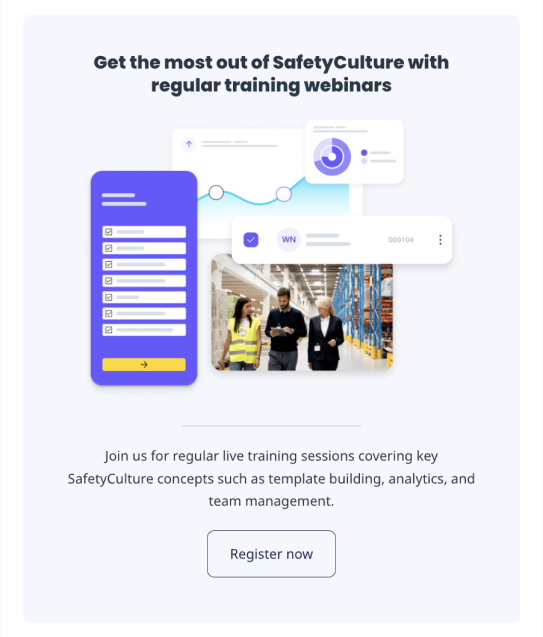 Get the most out of SafetyCulture with
regular training webinars
WN
000104
Join us for regular live training sessions covering key
SafetyCulture concepts such as template building, analytics, and
team management.
Register now